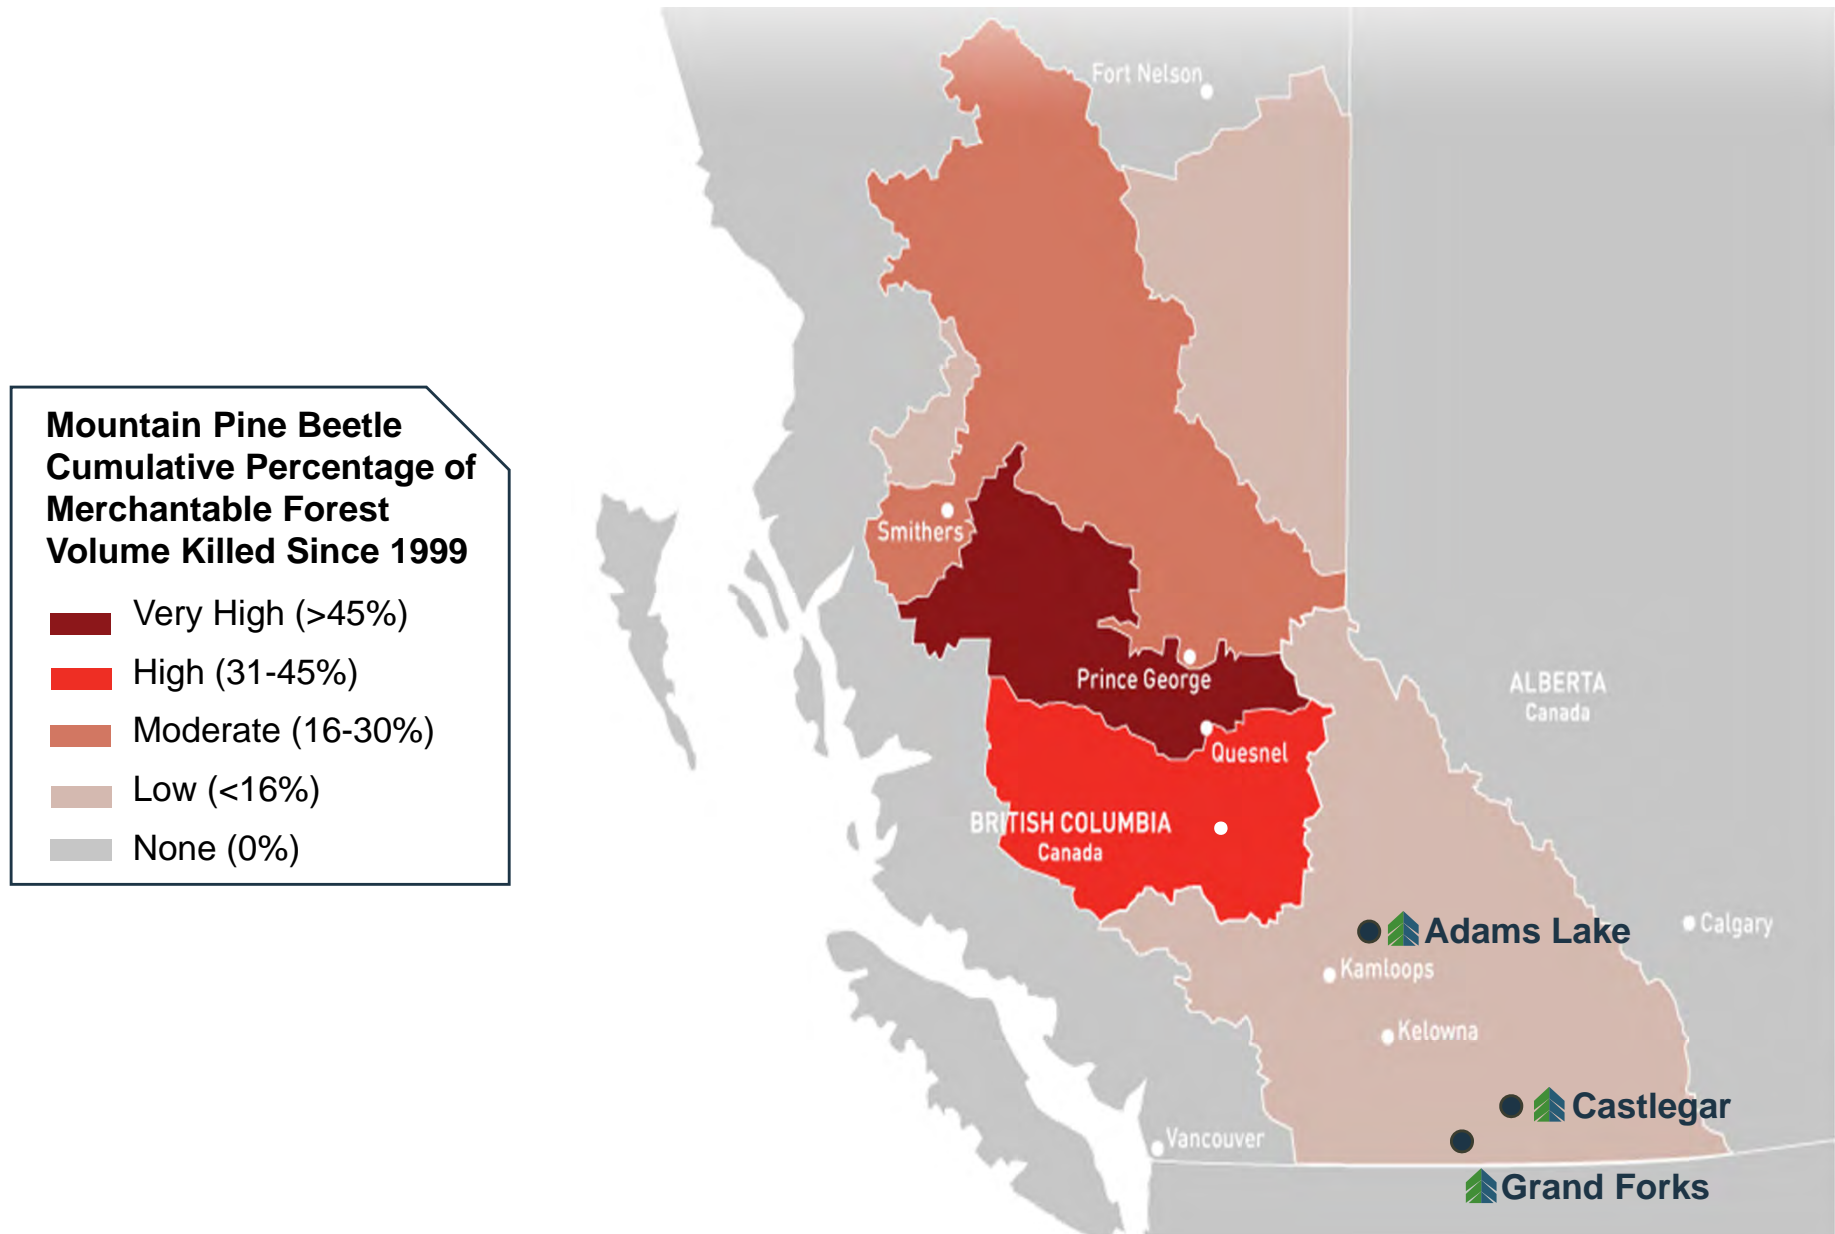 Fort Nelson
Mountain Pine Beetle
Cumulative Percentage of
Merchantable Forest
Volume Killed Since 1999
Very High (>45%)
High (31-45%)
Moderate (16-30%)
Low (<16%)
None (0%)
Smithers
Prince George
ALBERTA
Canada
Quesnel
BRITISH COLUMBIA
Canada
Adams Lake
Calgary
Kamloops
Kelowna
Castlegar
Vancouver
Grand Forks